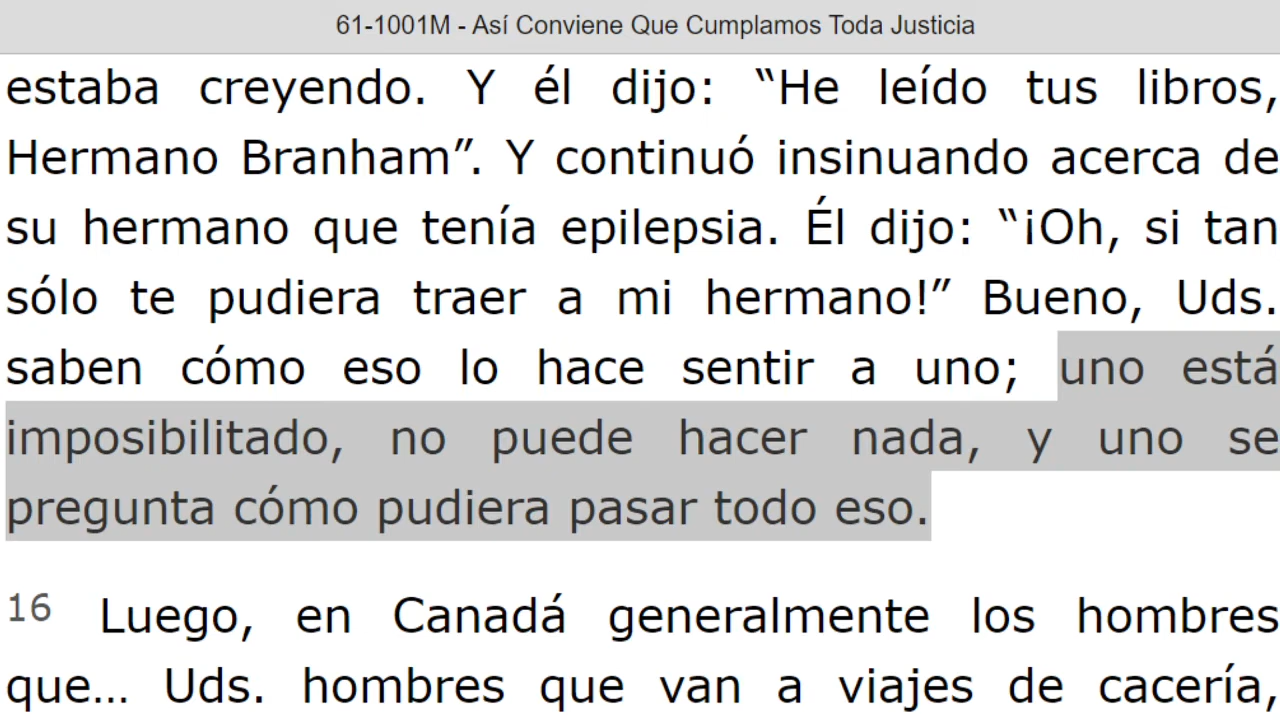 61-1001M - Así Conviene Que Cumplamos Toda Justicia
estaba creyendo. Y él dijo: “He leído tus libros,
Hermano Branham”. Y continuó insinuando acerca de
su hermano que tenía epilepsia. Él dijo: “¡Oh, si tan
sólo te pudiera traer a mi hermano!” Bueno, Uds.
saben cómo eso lo hace sentir a uno; uno está
imposibilitado, no puede hacer nada, y uno se
pregunta cómo pudiera pasar todo eso.
16 Luego, en Canadá generalmente los hombres
que… Uds. hombres que van a viajes de cacería,